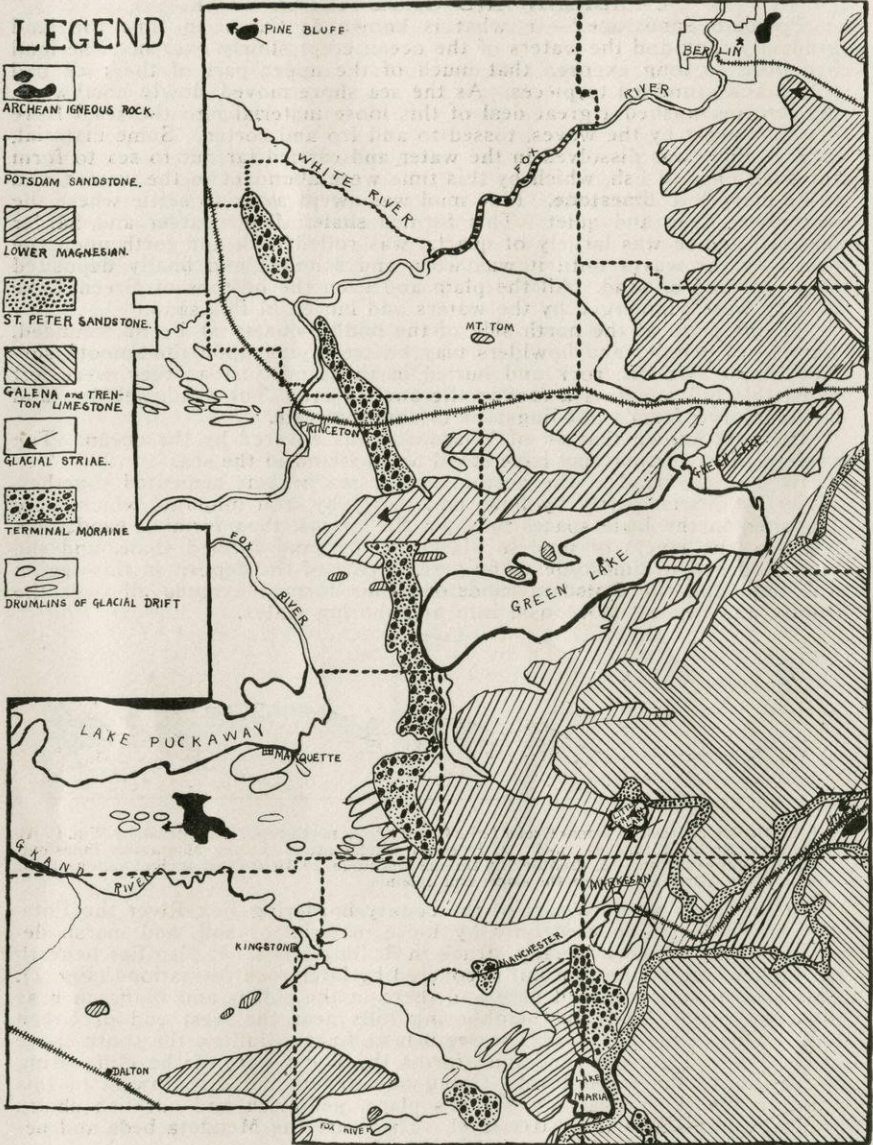 LEGEND
ARCHEAN IGNEOUS ROCK.
POTSDAM SANDSTONE.
LOWER MAGNESIAN.
ST. PETER SANDSTONE.
GALENA and TREN-
TON LIMESTONE
GLACIAL STRIAE.
TERMINAL MORAINE
DRUMLINS OF GLACIAL DRIFT
PINE BLUFF
BERLIN
FOX RIVER
WHITE RIVER
MT. TOM
PRINCETON
GREEN LAKE
GREEN LAKE
FOX RIVER
LAKE PUCKAWAY
MARQUETTE
GRAND RIVER
MARKESAN
KINGSTON
MANCHESTER
DALTON
LAKE
MARIA
FOX RIVER